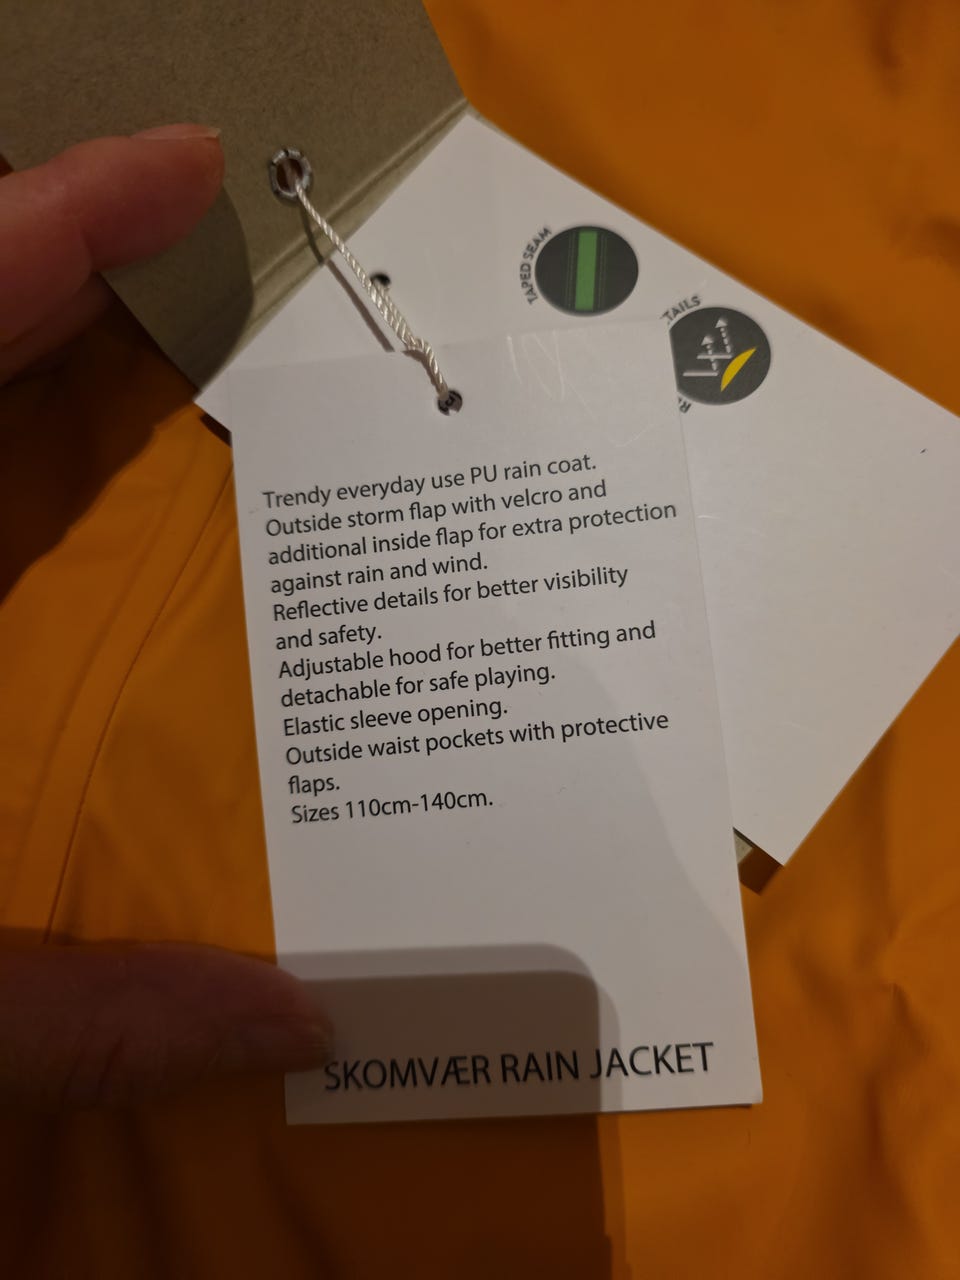 TAPED SEAM
TAILS
Trendy everyday use PU rain coat.
Outside storm flap with velcro and
additional inside flap for extra protection
against rain and wind.
Reflective details for better visibility
and safety.
Adjustable hood for better fitting and
detachable for safe playing.
Elastic sleeve opening.
Outside waist pockets with protective
flaps.
Sizes 110cm-140cm.
SKOMVÆR RAIN JACKET